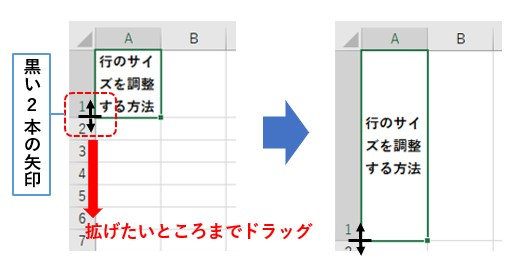 黒い２本の矢印
A B
行のサイ
ズを調整
する方法
1
2
3
4
5
6
7
拡げたいところまでドラッグ
A B
行のサイ
ズを調整
する方法
1